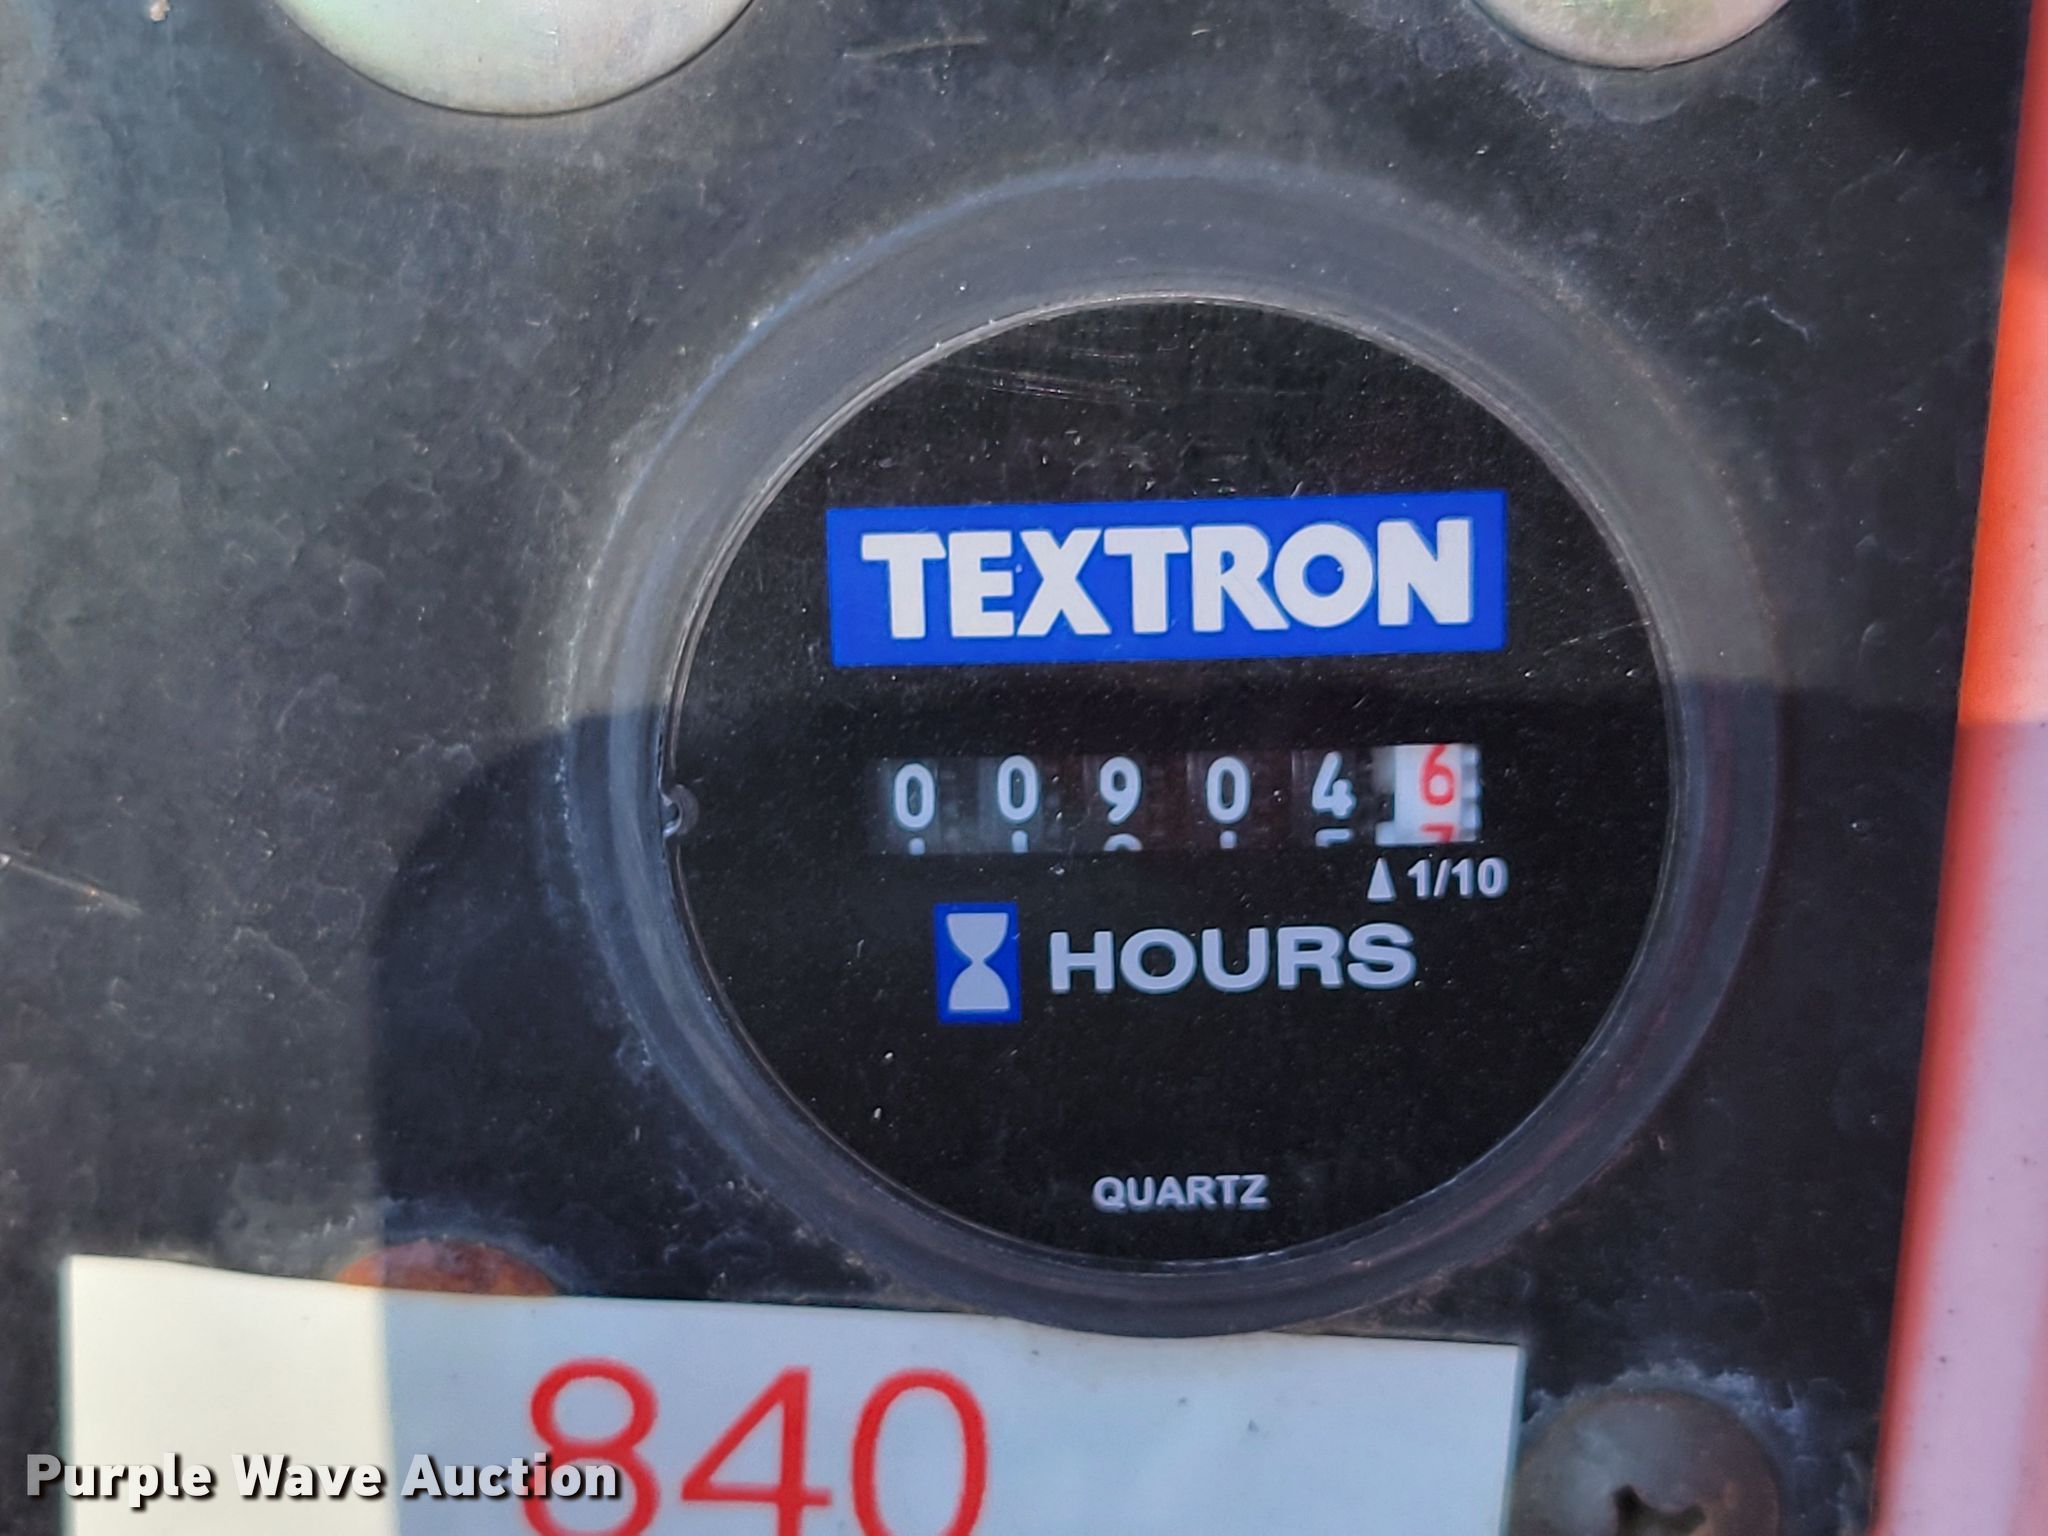 TEXTRON
0 0 9 0 4 6
1/10
HOURS
QUARTZ
840
Purple Wave Auction